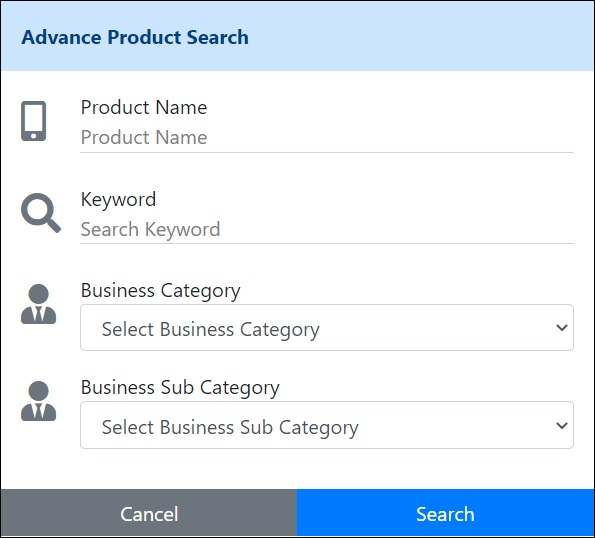 Advance Product Search
Product Name
Product Name
Keyword
Search Keyword
Business Category
Select Business Category
Business Sub Category
Select Business Sub Category
Cancel
Search